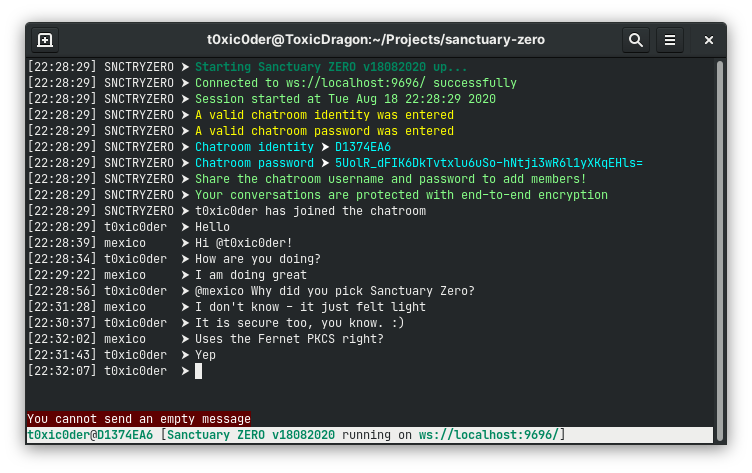 t0xic0der@ToxicDragon:~/Projects/sanctuary-zero
[22:28:29] SNCTRYZERO ➤ Starting Sanctuary ZERO v18082020 up...
[22:28:29] SNCTRYZERO ➤ Connected to ws://localhost:9696/ successfully
[22:28:29] SNCTRYZERO ➤ Session started at Tue Aug 18 22:28:29 2020
[22:28:29] SNCTRYZERO ➤ A valid chatroom identity was entered
[22:28:29] SNCTRYZERO ➤ A valid chatroom password was entered
[22:28:29] SNCTRYZERO ➤ Chatroom identity ➤ D1374EA6
[22:28:29] SNCTRYZERO ➤ Chatroom password ➤ 5UolR_dFIK6DkTvtxlu6uSo-hNtji3wR6l1yXKqEHls=
[22:28:29] SNCTRYZERO ➤ Share the chatroom username and password to add members!
[22:28:29] SNCTRYZERO ➤ Your conversations are protected with end-to-end encryption
[22:28:29] SNCTRYZERO ➤ t0xic0der has joined the chatroom
[22:28:29] t0xic0der ➤ Hello
[22:28:39] mexico ➤ Hi @t0xic0der!
[22:28:34] t0xic0der ➤ How are you doing?
[22:29:22] mexico ➤ I am doing great
[22:28:56] t0xic0der ➤ @mexico Why did you pick Sanctuary Zero?
[22:31:28] mexico ➤ I don't know - it just felt light
[22:30:37] t0xic0der ➤ It is secure too, you know. :)
[22:32:02] mexico ➤ Uses the Fernet PKCS right?
[22:31:43] t0xic0der ➤ Yep
[22:32:07] t0xic0der ➤
You cannot send an empty message
t0xic0der@D1374EA6 [Sanctuary ZERO v18082020 running on ws://localhost:9696/]